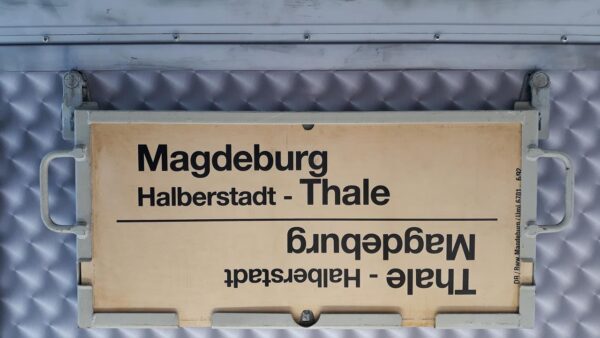 Magdeburg
Halberstadt - Thale
Thale - Halberstadt
Magdeburg